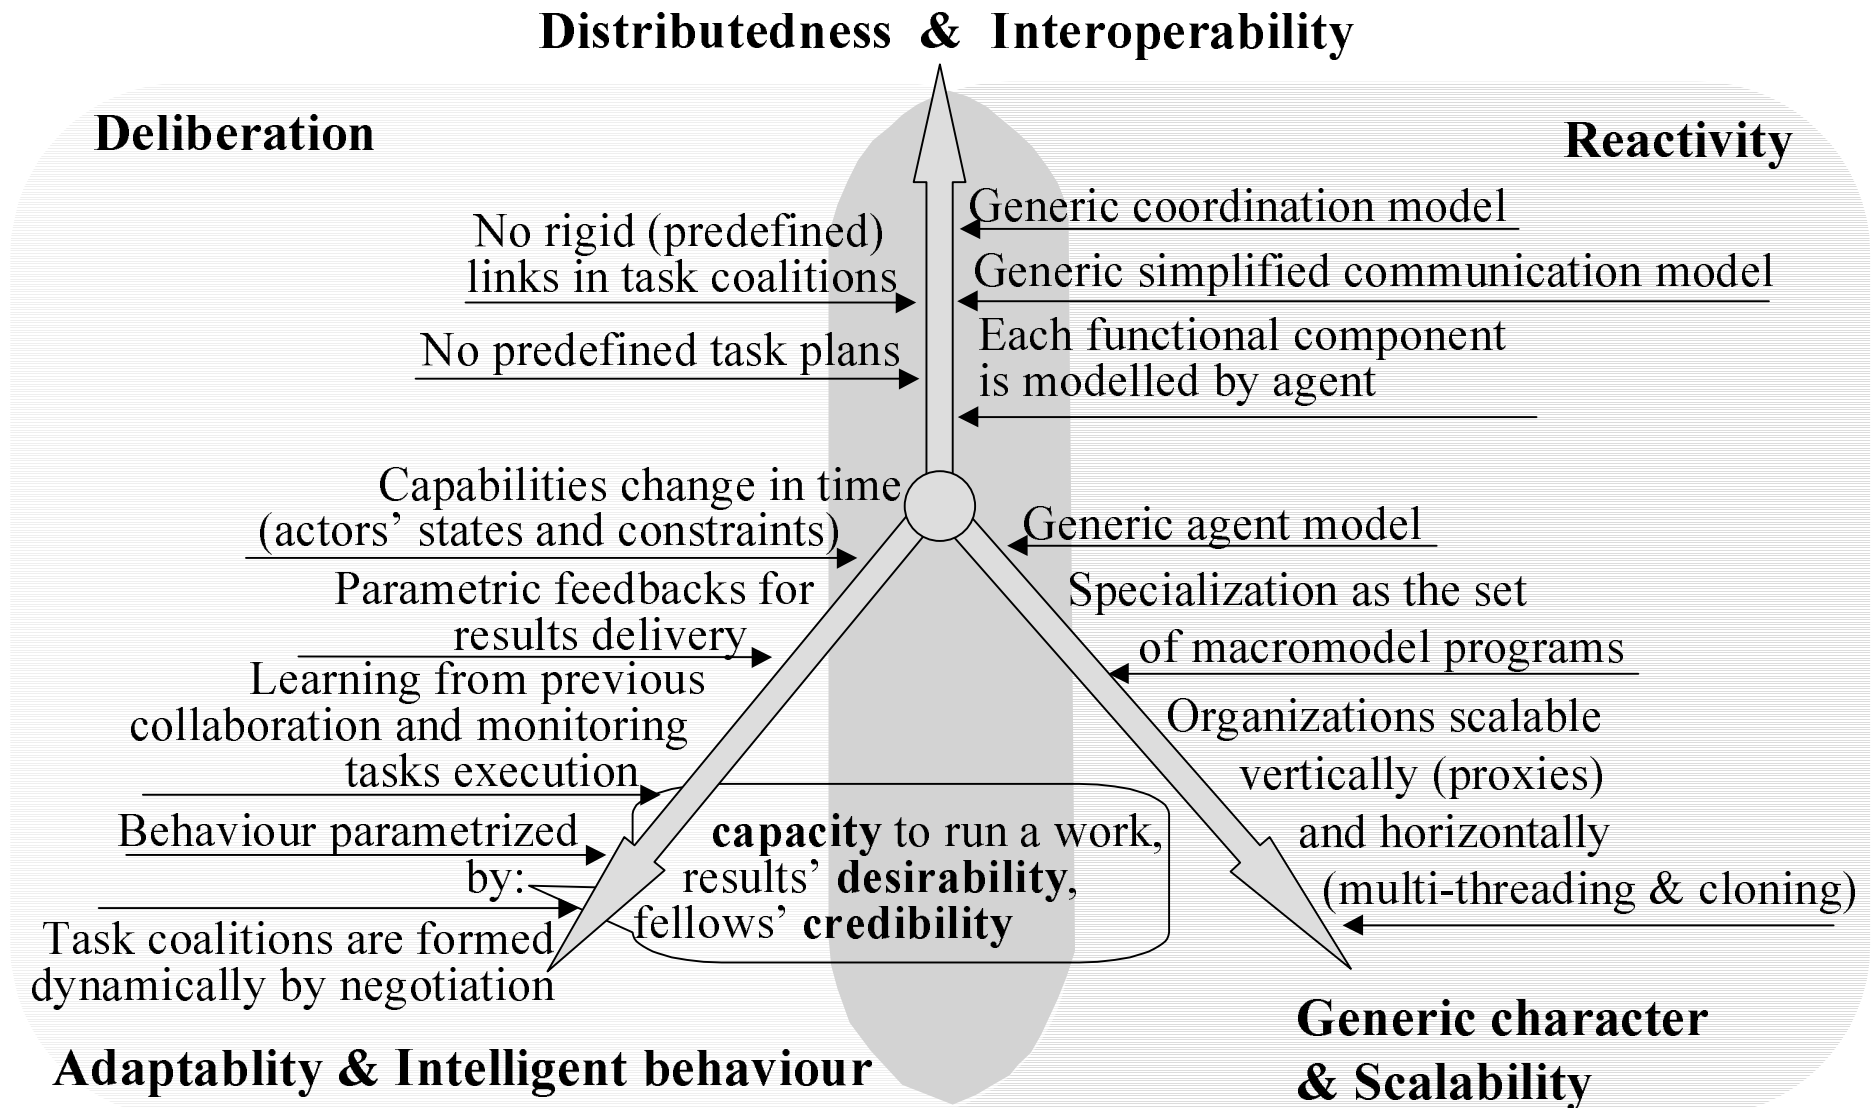 Distributedness & Interoperability
Deliberation
Reactivity
No rigid (predefined)
links in task coalitions
No predefined task plans
Generic coordination model
Generic simplified communication model
Each functional component
is modelled by agent
Capabilities change in time
(actors’ states and constraints)
Parametric feedbacks for
results delivery
Learning from previous
collaboration and monitoring
tasks execution
Behaviour parametrized
by:
capacity to run a work,
results’ desirability,
fellows’ credibility
Task coalitions are formed
dynamically by negotiation
Generic agent model
Specialization as the set
of macromodel programs
Organizations scalable
vertically (proxies)
and horizontally
(multi-threading & cloning)
Adaptablity & Intelligent behaviour
Generic character
& Scalability